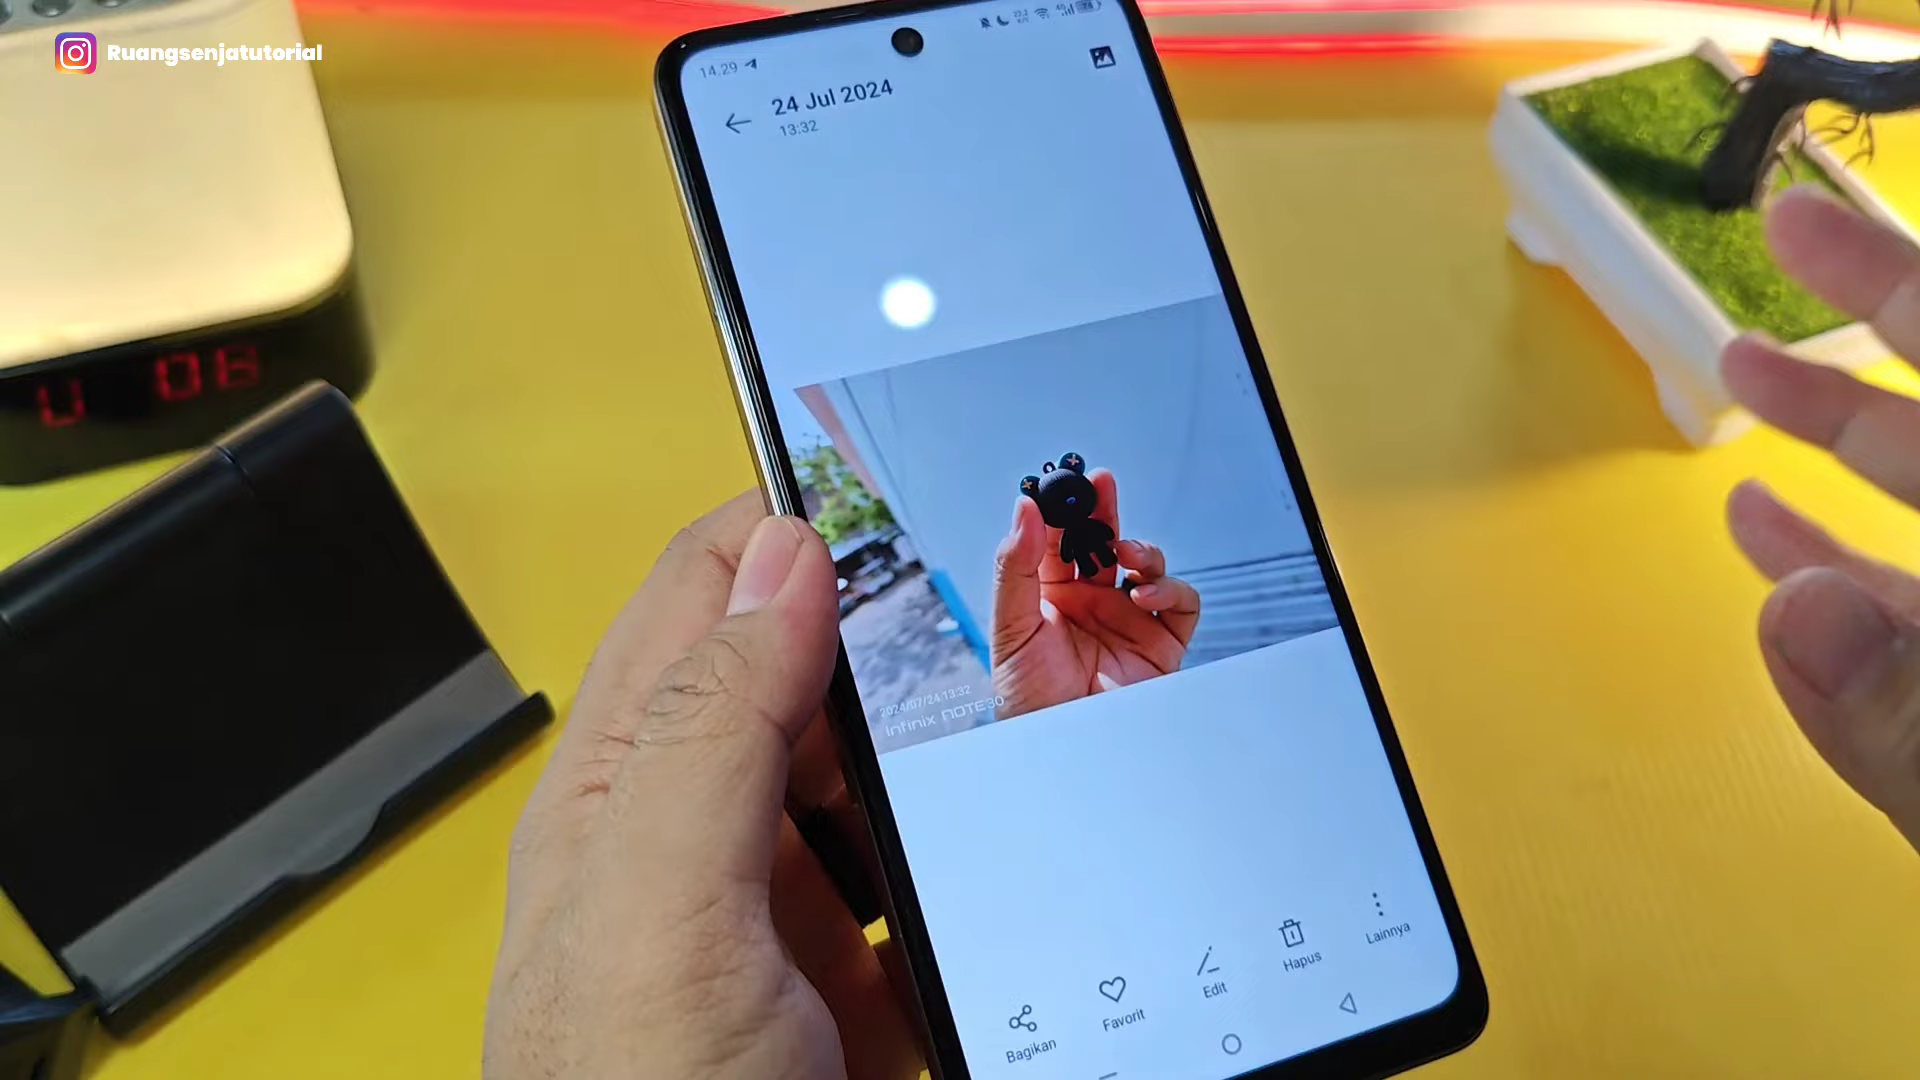 Ruangsenjatutorial
14.29
24 Jul 2024
13:32
2024/07/24 13:32
Infinix NOTE30
Bagikan
Favorit
Edit
Hapus
Lainnya
U 06